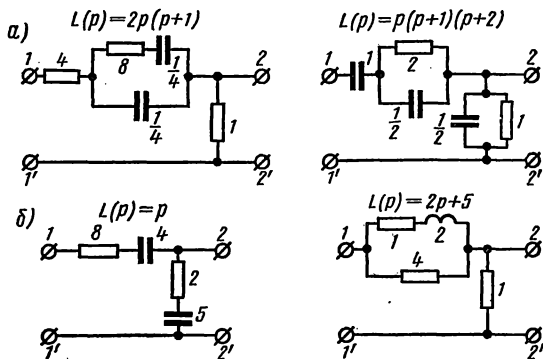 а) L(p)=2p(p+1)
1 4 8 1/4 2
1/4 1
1' 2'
L(p)=p(p+1)(p+2)
1 1 2 2
1/2 1/2 1
1' 2'
б) L(p)=p
1 8 4 2
2
5
1' 2'
L(p)=2p+5
1 1 2 2
4 1
1' 2'